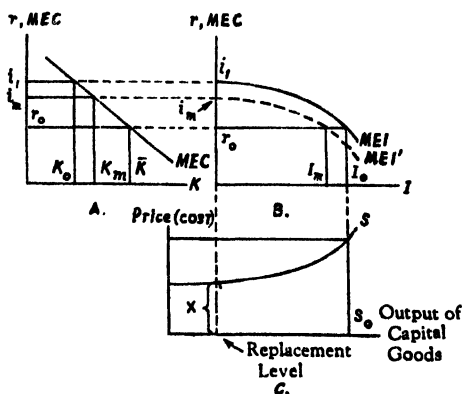 r, MEC
r, MEC
i₁
iₘ
r₀
K₀
Kₘ
K̄
MEC
K
A.
i₁
iₘ
r₀
Iₘ
I₀
MEI
MEI'
I
B.
Price (cost)
S
X
S₀
Output of
Capital
Goods
Replacement
Level
C.